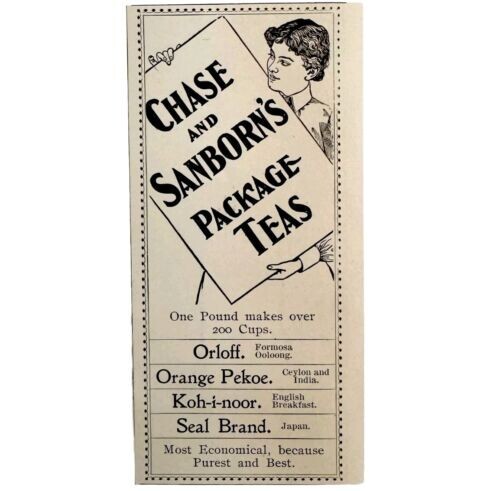 CHASE
AND
SANBORN'S
PACKAGE
TEAS
One Pound makes over
200 Cups.
Orloff. Formosa
Ooloong.
Orange Pekoe. Ceylon and
India.
Koh-i-noor. English
Breakfast.
Seal Brand. Japan.
Most Economical, because
Purest and Best.